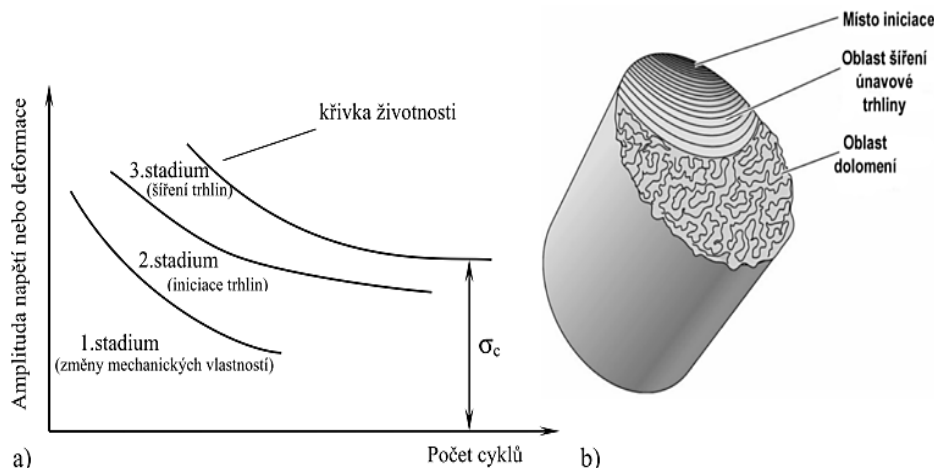 Amplituda napětí nebo deformace
křivka životnosti
3.stadium
(šíření trhlin)
2.stadium
(iniciace trhlin)
1.stadium
(změny mechanických vlastností)
σc
Počet cyklů
a)
Místo iniciace
Oblast šíření
únavové
trhliny
Oblast
dolomení
b)